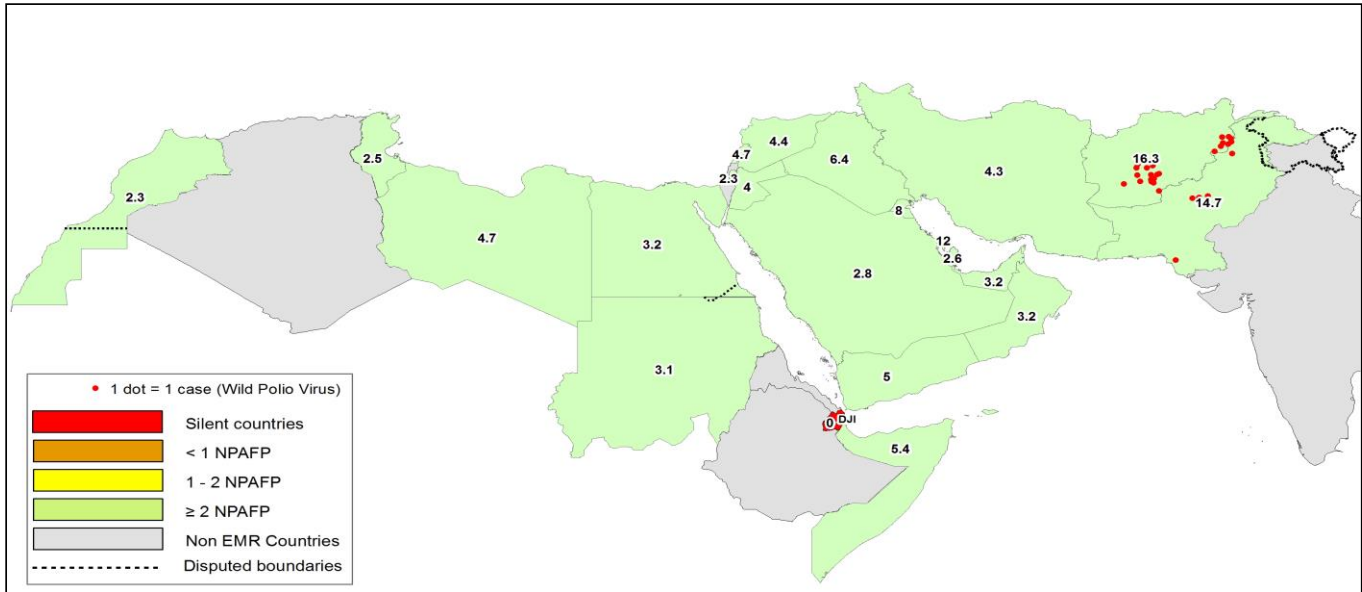 4.4
4.7
6.4
16.3
2.5
2.3
4
4.3
2.3
8
14.7
4.7
3.2
12
2.6
2.8
3.2
3.2
3.1
5
0 DJI
5.4
1 dot = 1 case (Wild Polio Virus)
Silent countries
< 1 NPAFP
1 - 2 NPAFP
≥ 2 NPAFP
Non EMR Countries
Disputed boundaries